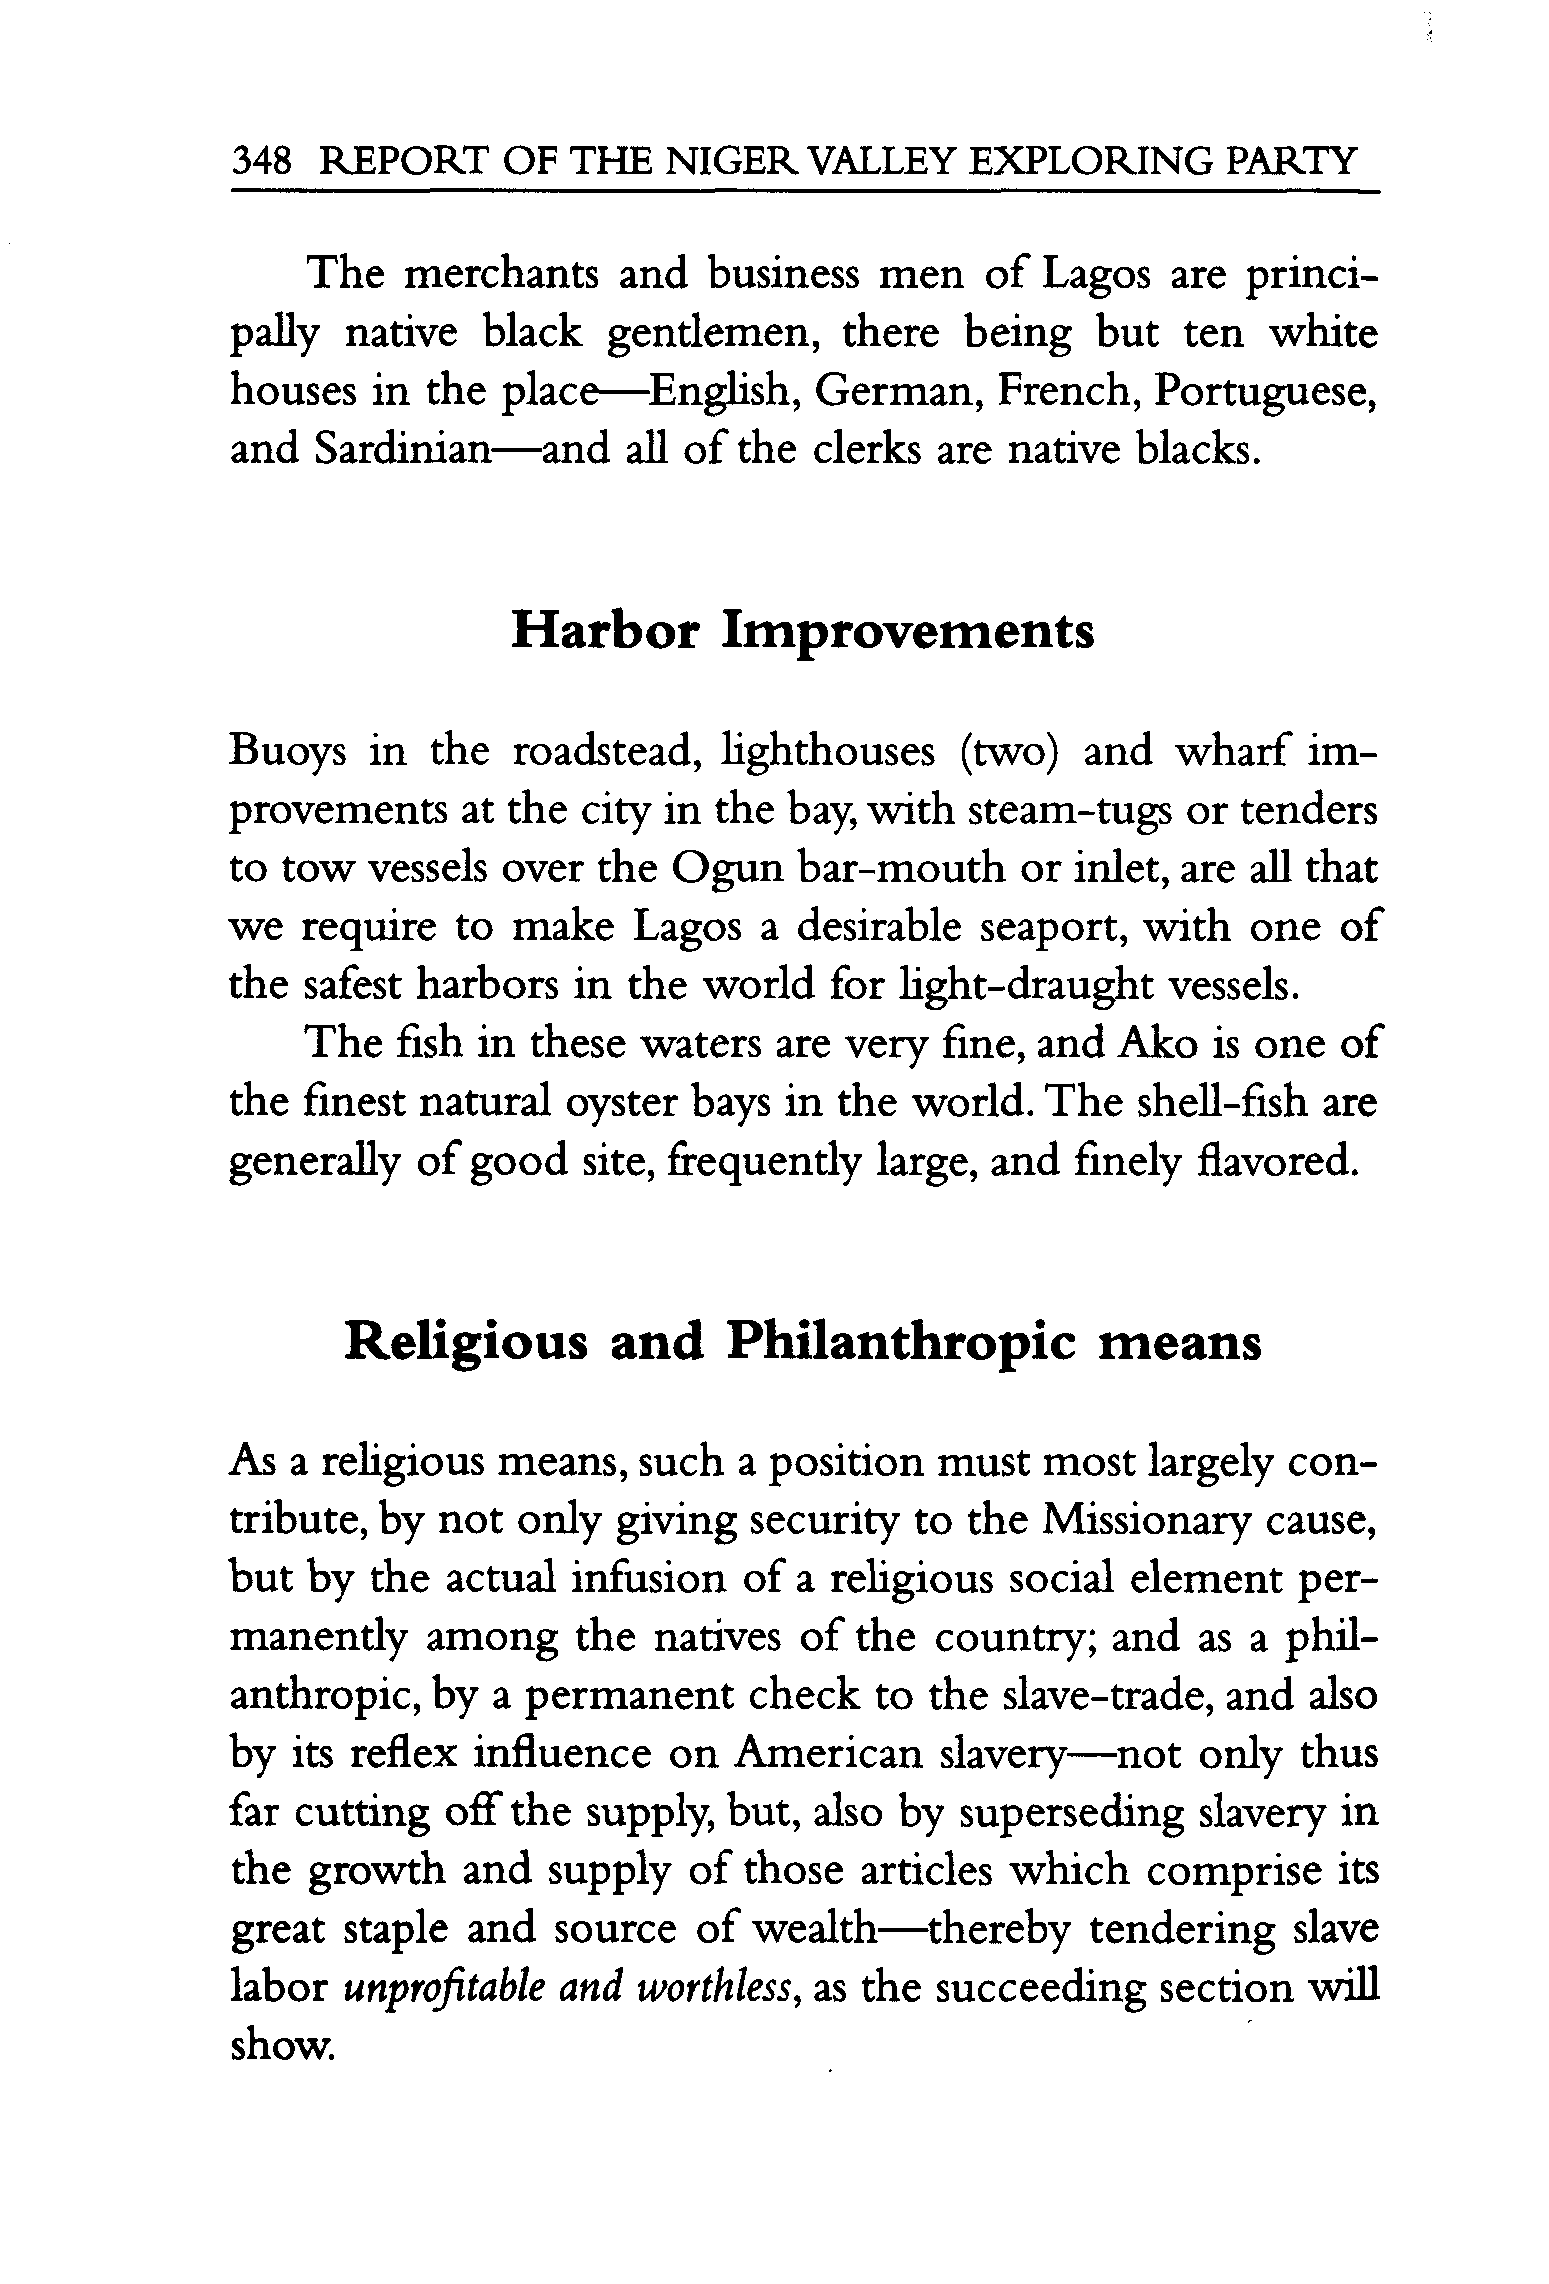 348 REPORT OF THE NIGER VALLEY EXPLORING PARTY
The merchants and business men of Lagos are princi-
pally native black gentlemen, there being but ten white
houses in the place—English, German, French, Portuguese,
and Sardinian—and all of the clerks are native blacks.
Harbor Improvements
Buoys in the roadstead, lighthouses (two) and wharf im-
provements at the city in the bay, with steam-tugs or tenders
to tow vessels over the Ogun bar-mouth or inlet, are all that
we require to make Lagos a desirable seaport, with one of
the safest harbors in the world for light-draught vessels.
The fish in these waters are very fine, and Ako is one of
the finest natural oyster bays in the world. The shell-fish are
generally of good site, frequently large, and finely flavored.
Religious and Philanthropic means
As a religious means, such a position must most largely con-
tribute, by not only giving security to the Missionary cause,
but by the actual infusion of a religious social element per-
manently among the natives of the country; and as a phil-
anthropic, by a permanent check to the slave-trade, and also
by its reflex influence on American slavery—not only thus
far cutting off the supply, but, also by superseding slavery in
the growth and supply of those articles which comprise its
great staple and source of wealth—thereby tendering slave
labor unprofitable and worthless, as the succeeding section will
show.